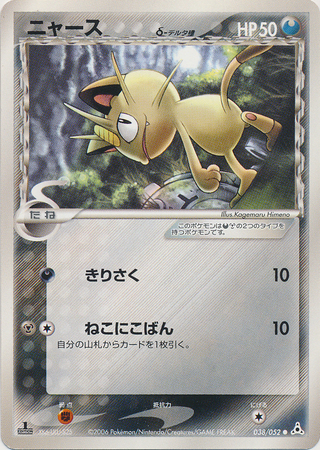 ニャース
δ-デルタ種
HP50
Illus. Kagemaru Himeno
たね
このポケモンは の2つのタイプを
持つポケモンです。
きりさく 10
ねこにこばん 10
自分の山札からカードを1枚引く。
弱点 抵抗力 にげる
1
EDITION
©2006 Pokémon/Nintendo/Creatures/GAME FREAK.
038/052